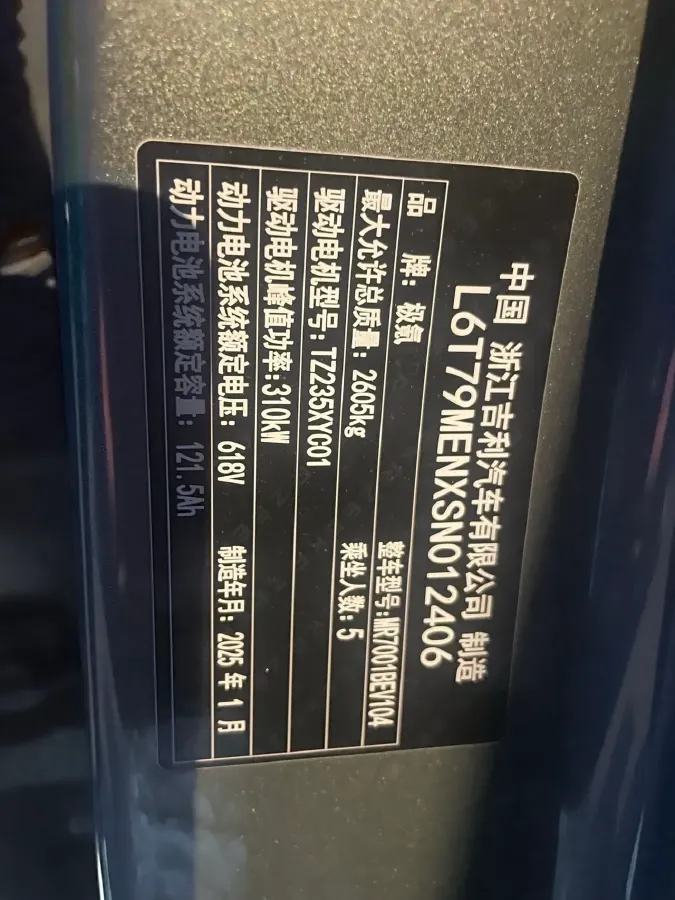 中国 浙江吉利汽车有限公司 制造
L6T79MENXSN012406
品 牌: 极氪 整车型号:MR7001BEV104
最大允许总质量: 2605kg 乘坐人数: 5
驱动电机型号: TZ235XYC01
驱动电机峰值功率:310kW
动力电池系统额定电压: 618V 制造年月: 2025 年 1 月
动力电池系统额定容量: 121.5Ah